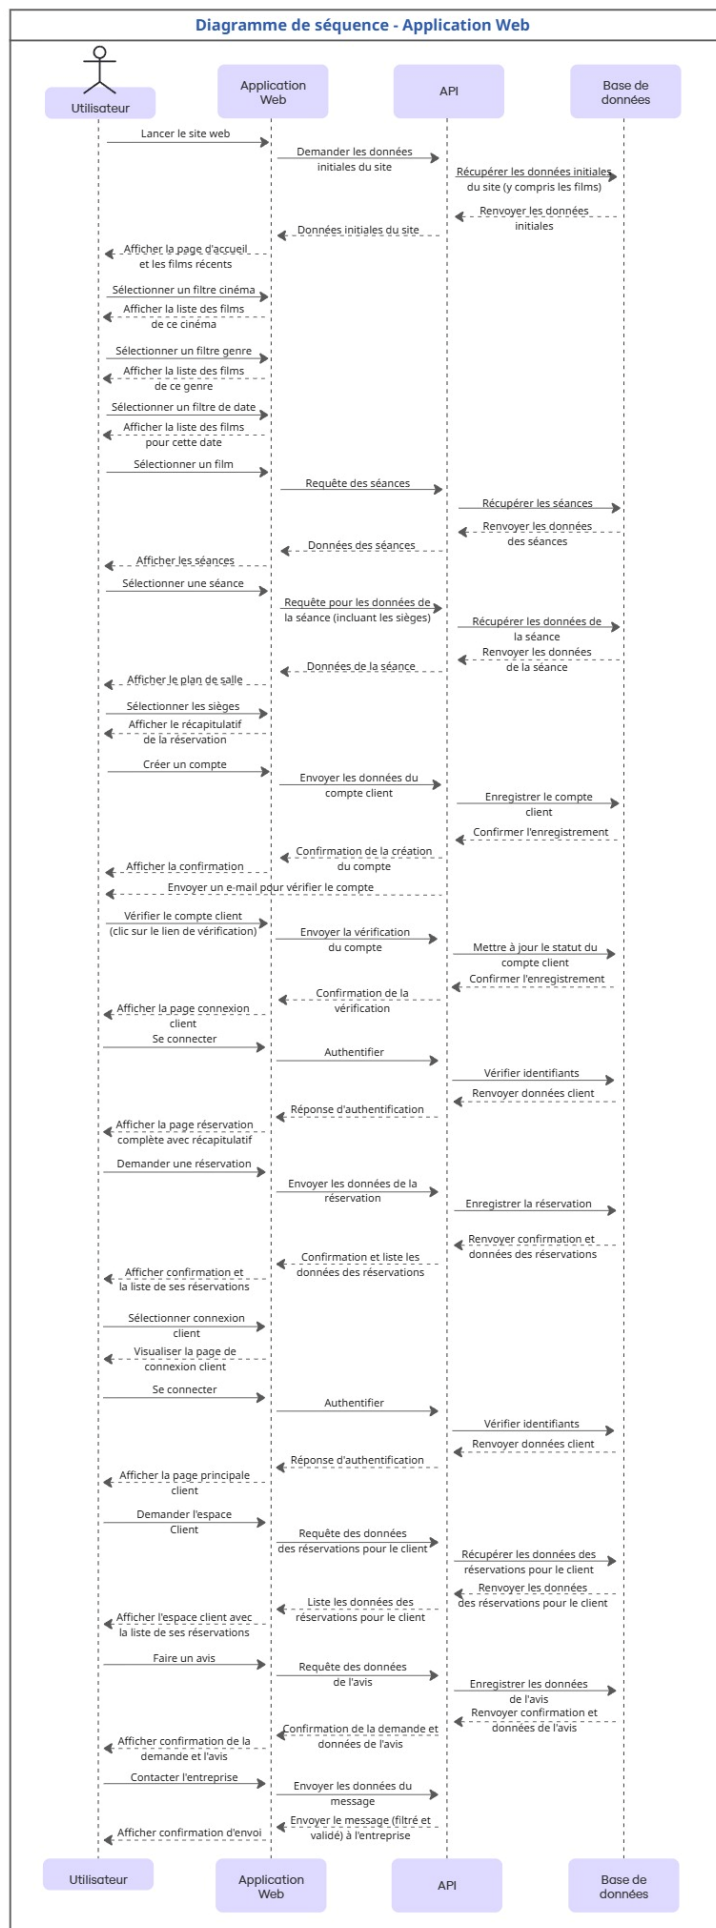 Diagramme de séquence - Application Web
Utilisateur
Application
Web
API
Base de
données
Lancer le site web
Demander les données
initiales du site
Récupérer les données initiales
du site (y compris les films)
Renvoyer les données
initiales
Données initiales du site
Afficher la page d'accueil
et les films récents
Sélectionner un filtre cinéma
Afficher la liste des films
de ce cinéma
Sélectionner un filtre genre
Afficher la liste des films
de ce genre
Sélectionner un filtre de date
Afficher la liste des films
pour cette date
Sélectionner un film
Requête des séances
Récupérer les séances
Renvoyer les données
des séances
Données des séances
Afficher les séances
Sélectionner une séance
Requête pour les données de
la séance (incluant les sièges)
Récupérer les données de
la séance
Renvoyer les données
de la séance
Données de la séance
Afficher le plan de salle
Sélectionner les sièges
Afficher le récapitulatif
de la réservation
Créer un compte
Envoyer les données du
compte client
Enregistrer le compte
client
Confirmer l'enregistrement
Confirmation de la création
du compte
Afficher la confirmation
Envoyer un e-mail pour vérifier le compte
Vérifier le compte client
(clic sur le lien de vérification)
Envoyer la vérification
du compte
Mettre à jour le statut du
compte client
Confirmer l'enregistrement
Confirmation de la
vérification
Afficher la page connexion
client
Se connecter
Authentifier
Vérifier identifiants
Renvoyer données client
Réponse d'authentification
Afficher la page réservation
complète avec récapitulatif
Demander une réservation
Envoyer les données de la
réservation
Enregistrer la réservation
Renvoyer confirmation et
données des réservations
Confirmation et liste les
données des réservations
Afficher confirmation et
la liste de ses réservations
Sélectionner connexion
client
Visualiser la page de
connexion client
Se connecter
Authentifier
Vérifier identifiants
Renvoyer données client
Réponse d'authentification
Afficher la page principale
client
Demander l'espace
Client
Requête des données
des réservations pour le client
Récupérer les données des
réservations pour le client
Renvoyer les données
des réservations pour le client
Liste les données des
réservations pour le client
Afficher l'espace client avec
la liste de ses réservations
Faire un avis
Requête des données
de l'avis
Enregistrer les données
de l'avis
Renvoyer confirmation et
données de l'avis
Confirmation de la demande et
données de l'avis
Afficher confirmation de la
demande et l'avis
Contacter l'entreprise
Envoyer les données du
message
Envoyer le message (filtré et
validé) à l'entreprise
Afficher confirmation d'envoi
Utilisateur
Application
Web
API
Base de
données